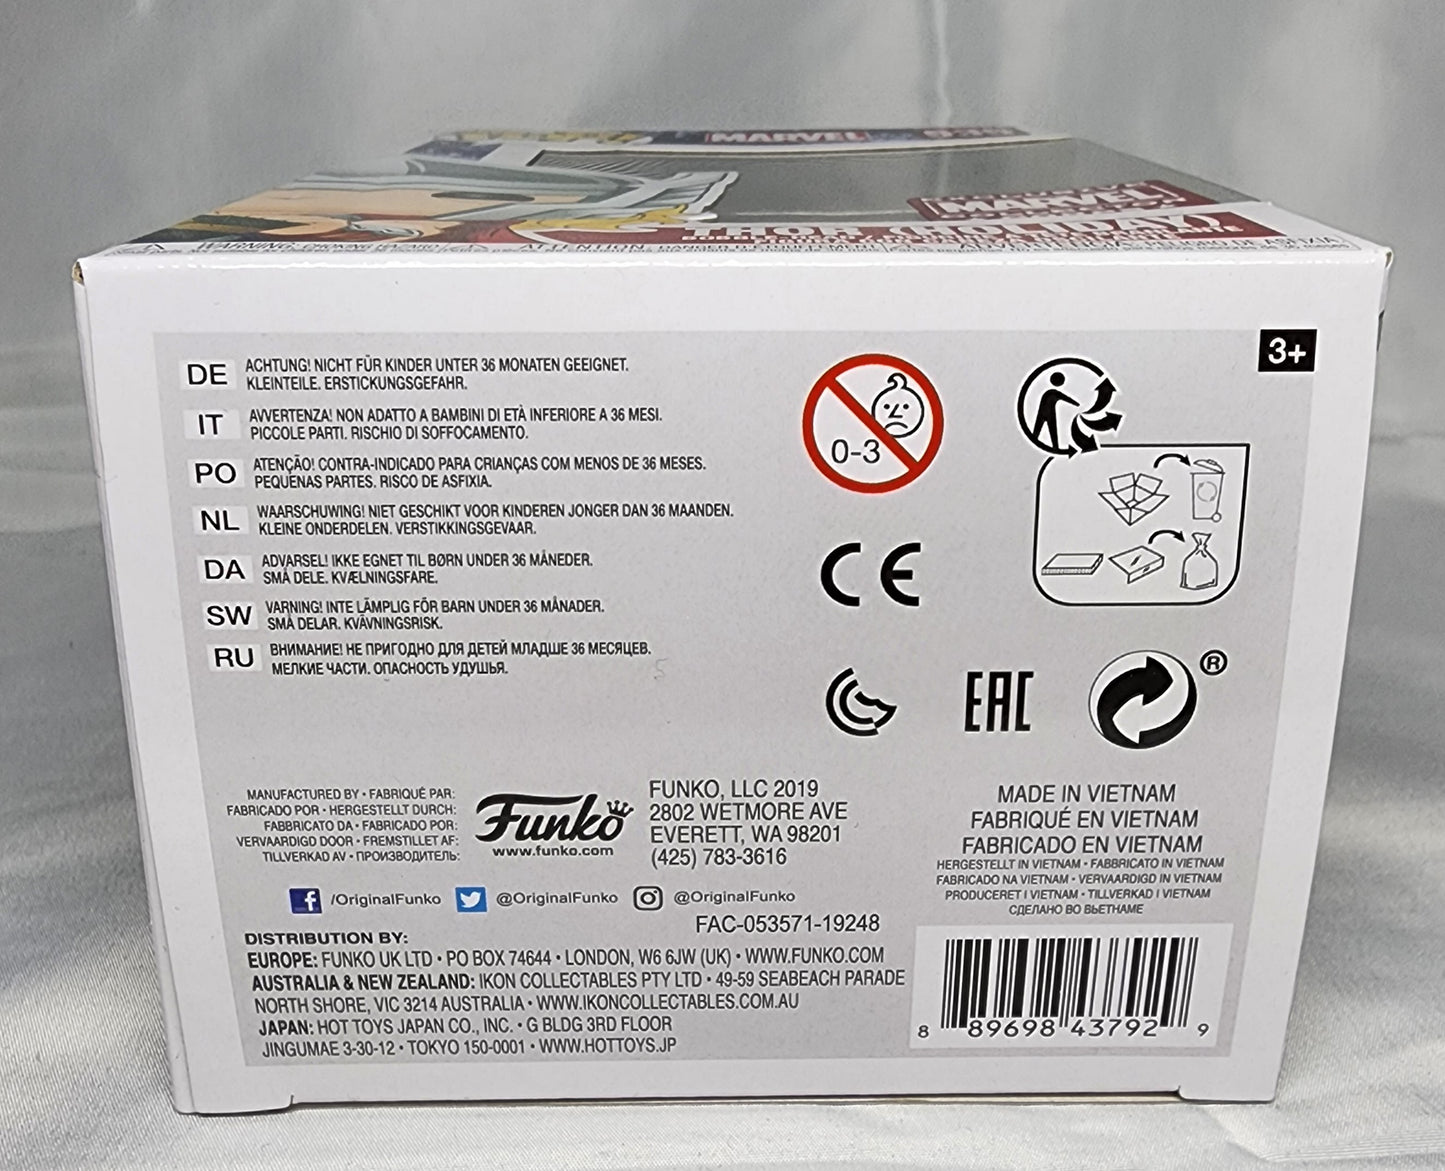 MARVEL
MARVEL
THOR (HOLIDAY)
WARNING: CHOKING HAZARD
ATTENTION
PELIGRO DE ASFIXIA
3+
DE ACHTUNG! NICHT FÜR KINDER UNTER 36 MONATEN GEEIGNET.
KLEINTEILE. ERSTICKUNGSGEFAHR.
IT AVVERTENZA! NON ADATTO A BAMBINI DI ETÀ INFERIORE A 36 MESI.
PICCOLE PARTI. RISCHIO DI SOFFOCAMENTO.
PO ATENÇÃO! CONTRA-INDICADO PARA CRIANÇAS COM MENOS DE 36 MESES.
PEQUENAS PARTES. RISCO DE ASFIXIA.
NL WAARSCHUWING! NIET GESCHIKT VOOR KINDEREN JONGER DAN 36 MAANDEN.
KLEINE ONDERDELEN. VERSTIKKINGSGEVAAR.
DA ADVARSEL! IKKE EGNET TIL BØRN UNDER 36 MÅNEDER.
SMÅ DELE. KVÆLNINGSFARE.
SW VARNING! INTE LÄMPLIG FÖR BARN UNDER 36 MÅNADER.
SMÅ DELAR. KVÄVNINGSRISK.
RU ВНИМАНИЕ! НЕ ПРИГОДНО ДЛЯ ДЕТЕЙ МЛАДШЕ 36 МЕСЯЦЕВ.
МЕЛКИЕ ЧАСТИ. ОПАСНОСТЬ УДУШЬЯ.
0-3
CE
EAC
®
MANUFACTURED BY • FABRIQUÉ PAR:
FABRICADO POR • HERGESTELLT DURCH:
FABBRICATO DA • FABRICADO POR:
VERVAARDIGD DOOR • FREMSTILLET AF:
TILLVERKAD AV • ПРОИЗВОДИТЕЛЬ:
Funko
www.funko.com
FUNKO, LLC 2019
2802 WETMORE AVE
EVERETT, WA 98201
(425) 783-3616
/OriginalFunko @OriginalFunko @OriginalFunko
FAC-053571-19248
DISTRIBUTION BY:
EUROPE: FUNKO UK LTD • PO BOX 74644 • LONDON, W6 6JW (UK) • WWW.FUNKO.COM
AUSTRALIA & NEW ZEALAND: IKON COLLECTABLES PTY LTD • 49-59 SEABEACH PARADE
NORTH SHORE, VIC 3214 AUSTRALIA • WWW.IKONCOLLECTABLES.COM.AU
JAPAN: HOT TOYS JAPAN CO., INC. • G BLDG 3RD FLOOR
JINGUMAE 3-30-12 • TOKYO 150-0001 • WWW.HOTTOYS.JP
MADE IN VIETNAM
FABRIQUÉ EN VIETNAM
FABRICADO EN VIETNAM
HERGESTELLT IN VIETNAM • FABBRICATO IN VIETNAM
FABRICADO NA VIETNAM • VERVAARDIGD IN VIETNAM
PRODUCERET I VIETNAM • TILLVERKAD I VIETNAM
СДЕЛАНО ВО ВЬЕТНАМЕ
8 89698 43792 9